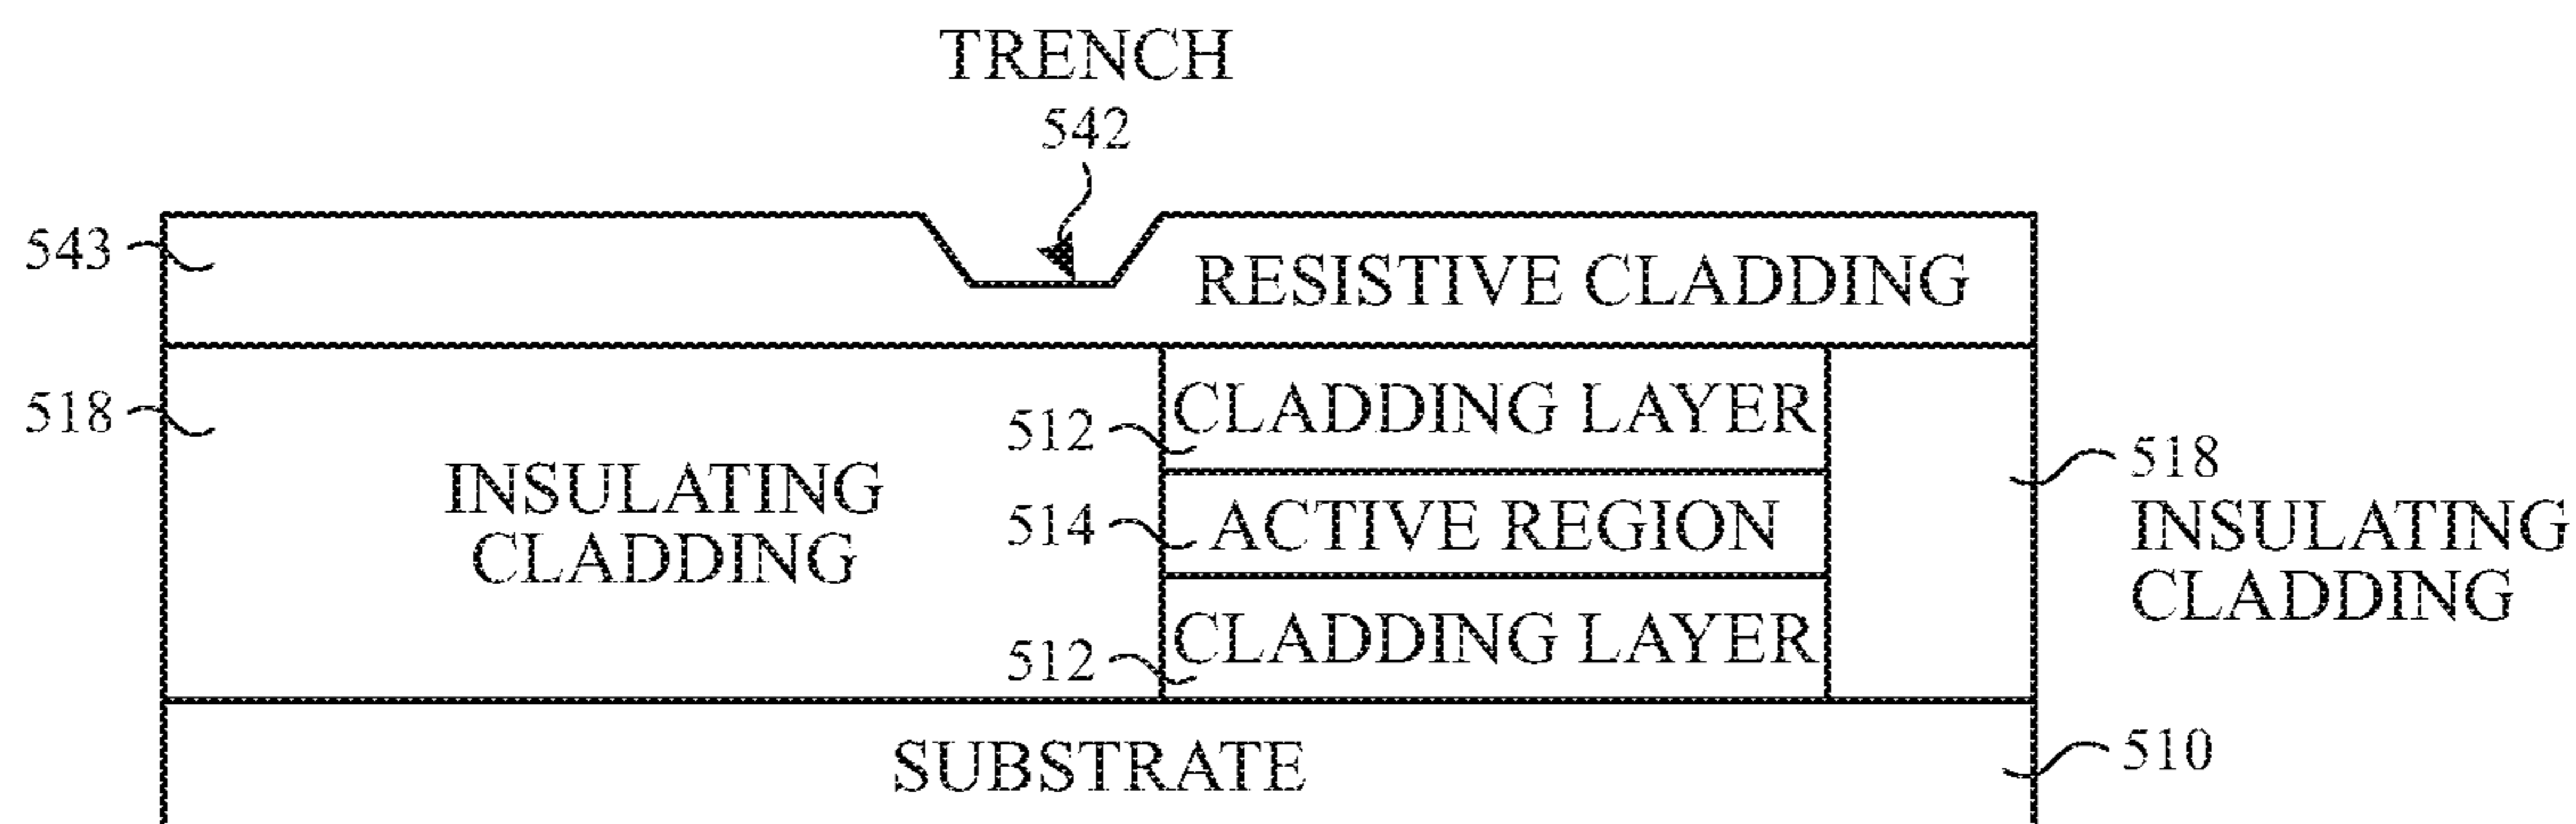 TRENCH
542
543
RESISTIVE CLADDING
518
512
CLADDING LAYER
518
INSULATING
CLADDING
INSULATING
CLADDING
514
ACTIVE REGION
512
CLADDING LAYER
SUBSTRATE
510